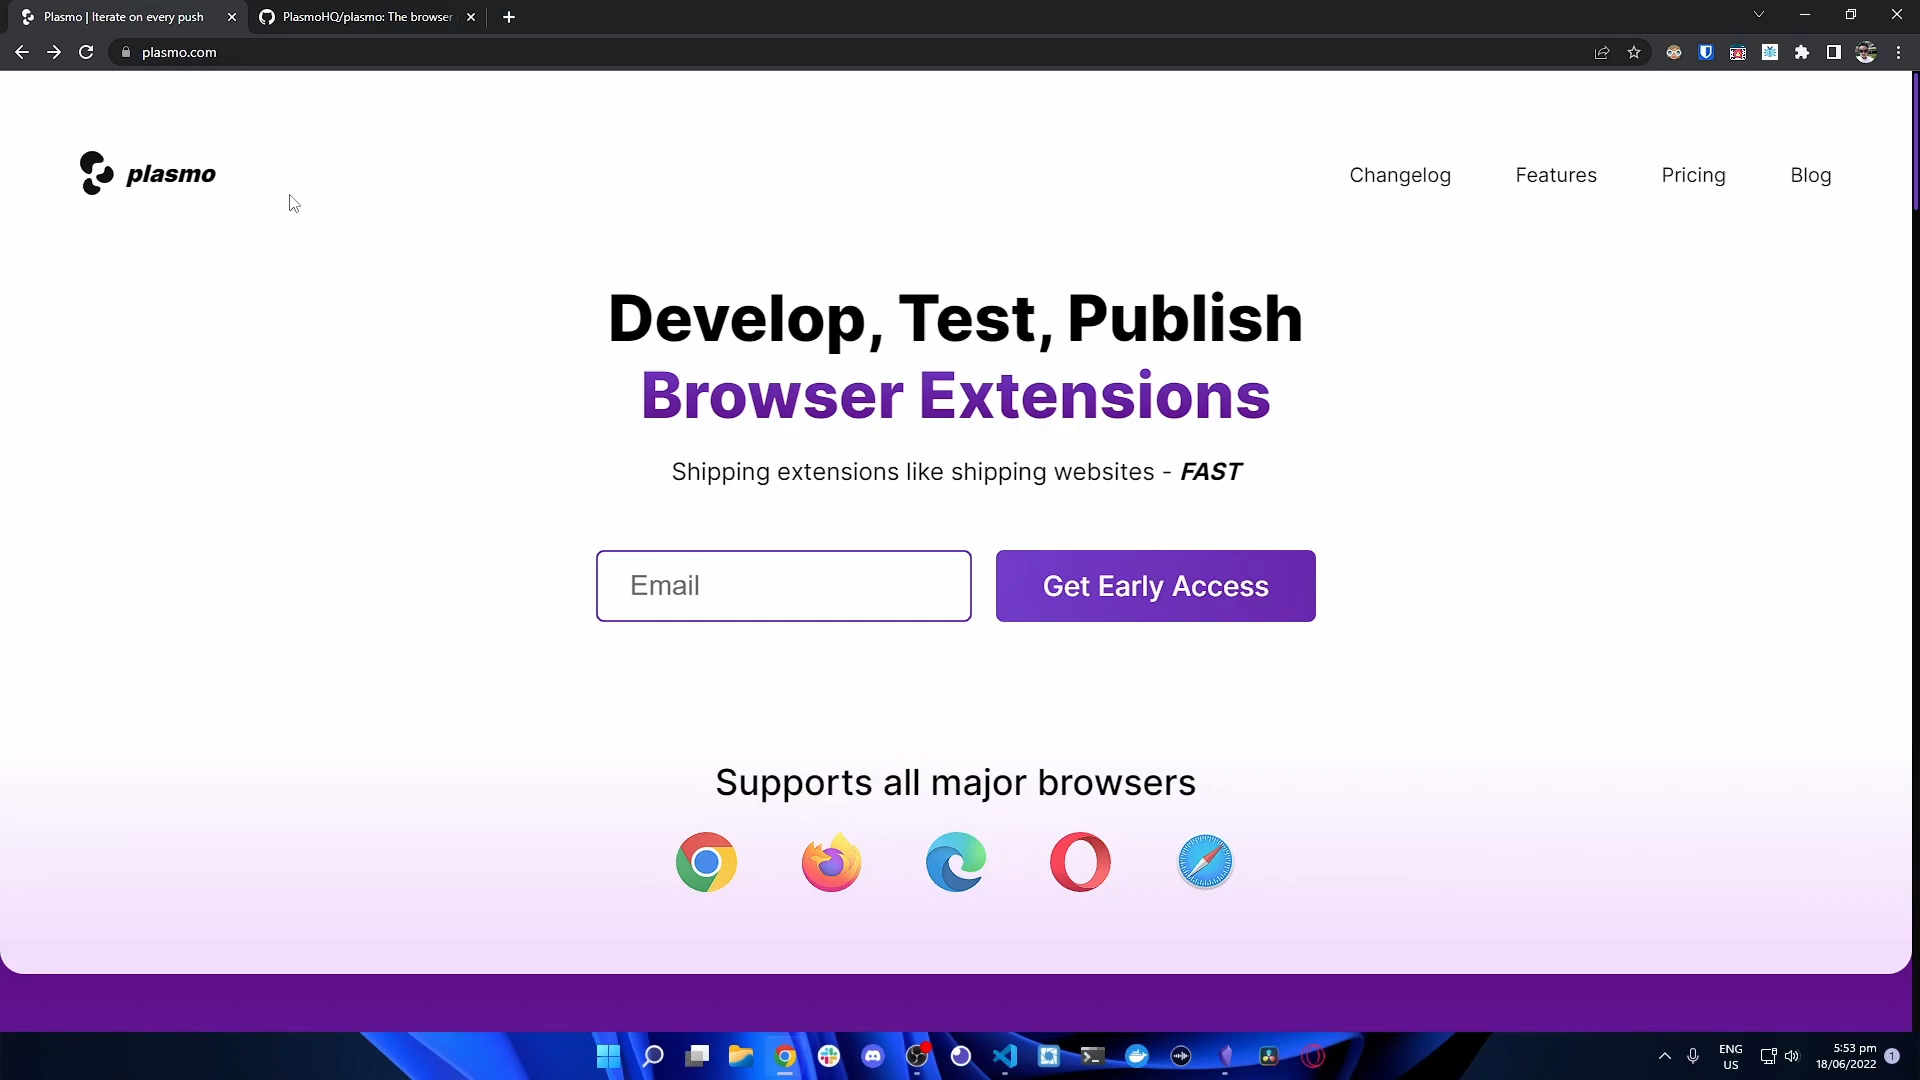 Plasmo | Iterate on every push
PlasmoHQ/plasmo: The browser
plasmo.com
plasmo
Changelog
Features
Pricing
Blog
Develop, Test, Publish
Browser Extensions
Shipping extensions like shipping websites - FAST
Email
Get Early Access
Supports all major browsers
ENG
US
5:53 pm
18/06/2022
1